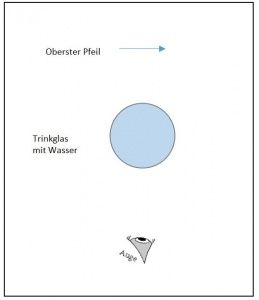 Oberster Pfeil
Trinkglas
mit Wasser
Auge